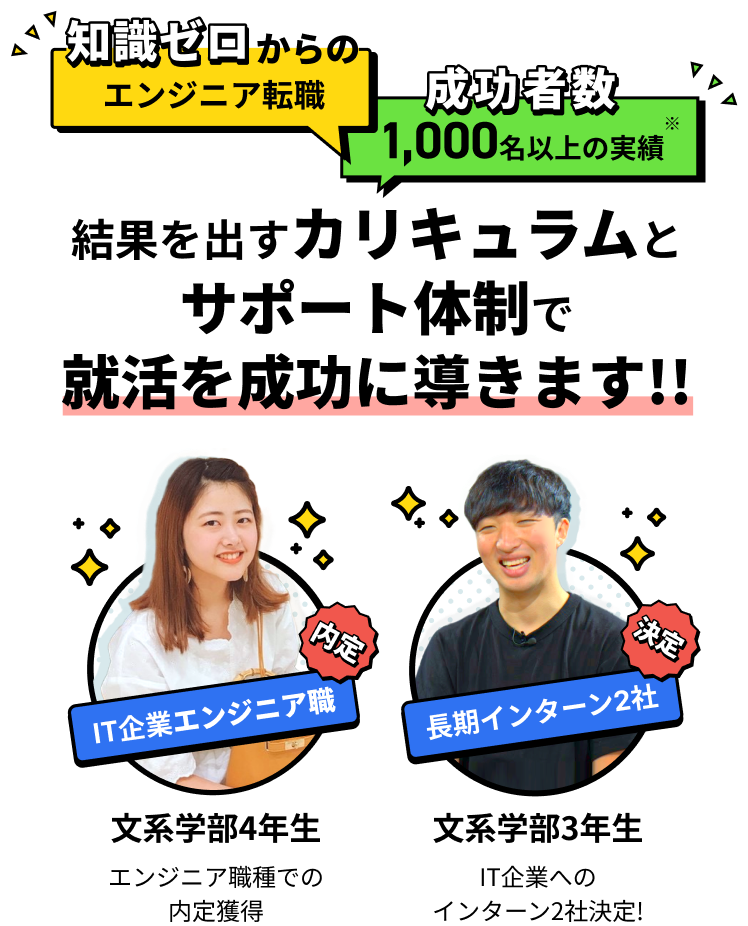 知識ゼロからの
エンジニア転職
成功者数
1,000名以上の実績※
結果を出すカリキュラムと
サポート体制で
就活を成功に導きます!!
内定
IT企業エンジニア職
決定
長期インターン2社
文系学部4年生
エンジニア職種での
内定獲得
文系学部3年生
IT企業への
インターン2社決定!